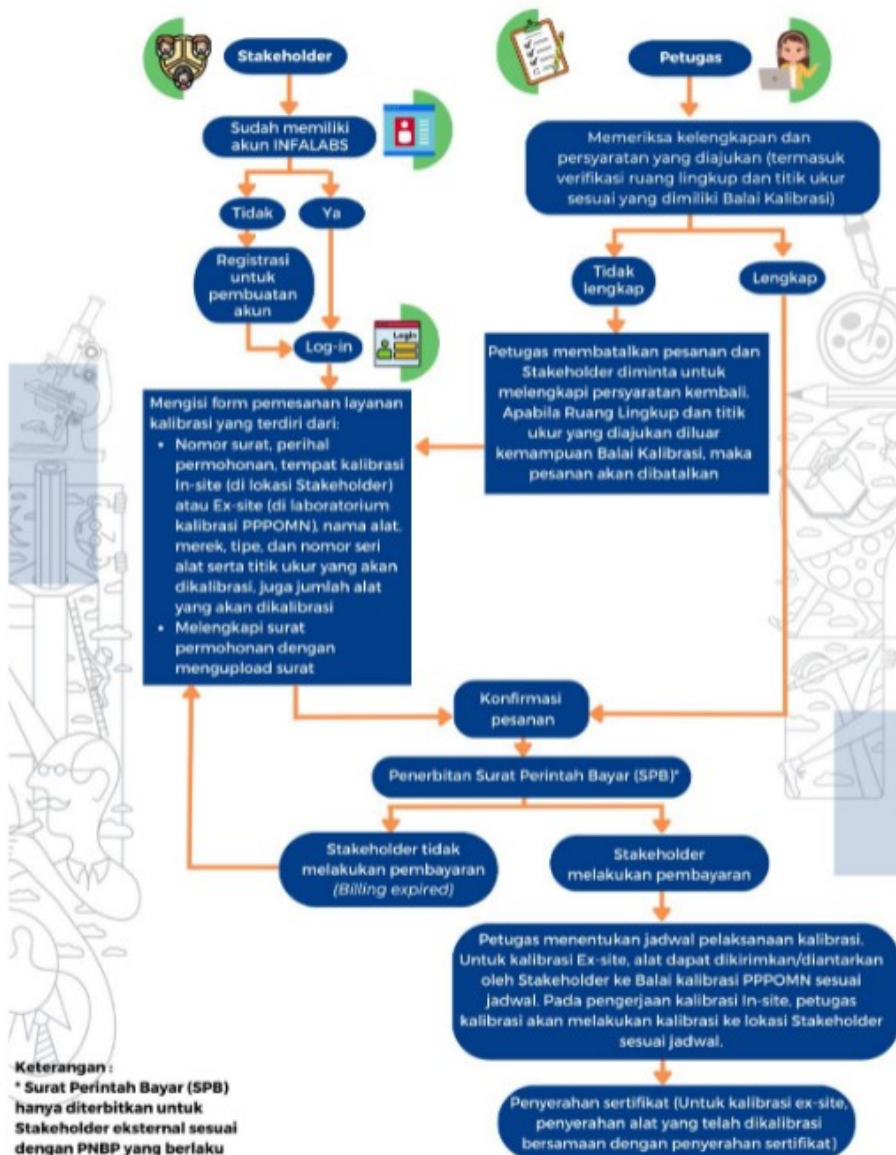 Stakeholder
Sudah memiliki
akun INFALABS
Tidak
Ya
Registrasi
untuk
pembuatan
akun
Login
Log-in
Mengisi form pemesanan layanan
kalibrasi yang terdiri dari:
• Nomor surat, perihal
permohonan, tempat kalibrasi
In-site (di lokasi Stakeholder)
atau Ex-site (di laboratorium
kalibrasi PPPOMN), nama alat,
merek, tipe, dan nomor seri
alat serta titik ukur yang akan
dikalibrasi, juga jumlah alat
yang akan dikalibrasi
• Melengkapi surat
permohonan dengan
mengupload surat
Petugas
Memeriksa kelengkapan dan
persyaratan yang diajukan (termasuk
verifikasi ruang lingkup dan titik ukur
sesuai yang dimiliki Balai Kalibrasi)
Tidak
lengkap
Lengkap
Petugas membatalkan pesanan dan
Stakeholder diminta untuk
melengkapi persyaratan kembali.
Apabila Ruang Lingkup dan titik
ukur yang diajukan diluar
kemampuan Balai Kalibrasi, maka
pesanan akan dibatalkan
Konfirmasi
pesanan
Penerbitan Surat Perintah Bayar (SPB)*
Stakeholder tidak
melakukan pembayaran
(Billing expired)
Stakeholder
melakukan pembayaran
Petugas menentukan jadwal pelaksanaan kalibrasi.
Untuk kalibrasi Ex-site, alat dapat dikirimkan/diantarkan
oleh Stakeholder ke Balai kalibrasi PPPOMN sesuai
jadwal. Pada pengerjaan kalibrasi In-site, petugas
kalibrasi akan melakukan kalibrasi ke lokasi Stakeholder
sesuai jadwal.
Penyerahan sertifikat (Untuk kalibrasi ex-site,
penyerahan alat yang telah dikalibrasi
bersamaan dengan penyerahan sertifikat)
Keterangan :
* Surat Perintah Bayar (SPB)
hanya diterbitkan untuk
Stakeholder eksternal sesuai
dengan PNBP yang berlaku